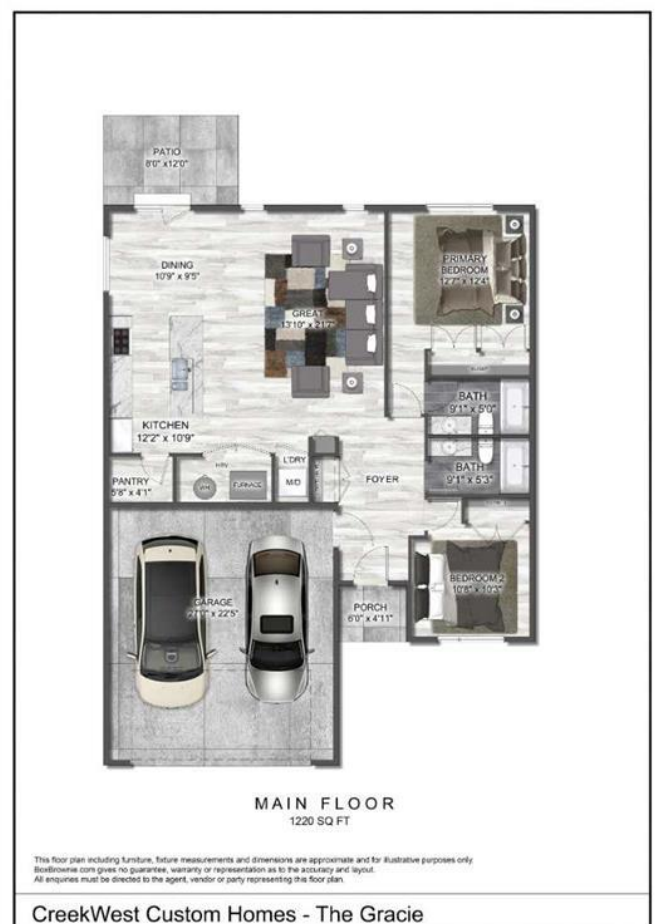 PATIO
8'0" x12'0"
DINING
10'9" x 9'5"
GREAT
13'10" x 21'7"
PRIMARY
BEDROOM
12'7" x 12'4"
BATH
9'1" x 5'0"
KITCHEN
12'2" x 10'9"
PANTRY
5'8" x 4'1"
WH
FURNACE
L'DRY
W/D
FOYER
BATH
9'1" x 5'3"
BEDROOM 2
10'8" x 10'3"
GARAGE
22'5"
PORCH
6'0" x 4'11"
MAIN FLOOR
1220 SQ FT
This floor plan including furniture, fixture measurements and dimensions are approximate and for illustrative purposes only.
BoxBrownie.com gives no guarantee, warranty or representation as to the accuracy and layout.
All enquiries must be directed to the agent, vendor or party representing this floor plan.
CreekWest Custom Homes - The Gracie